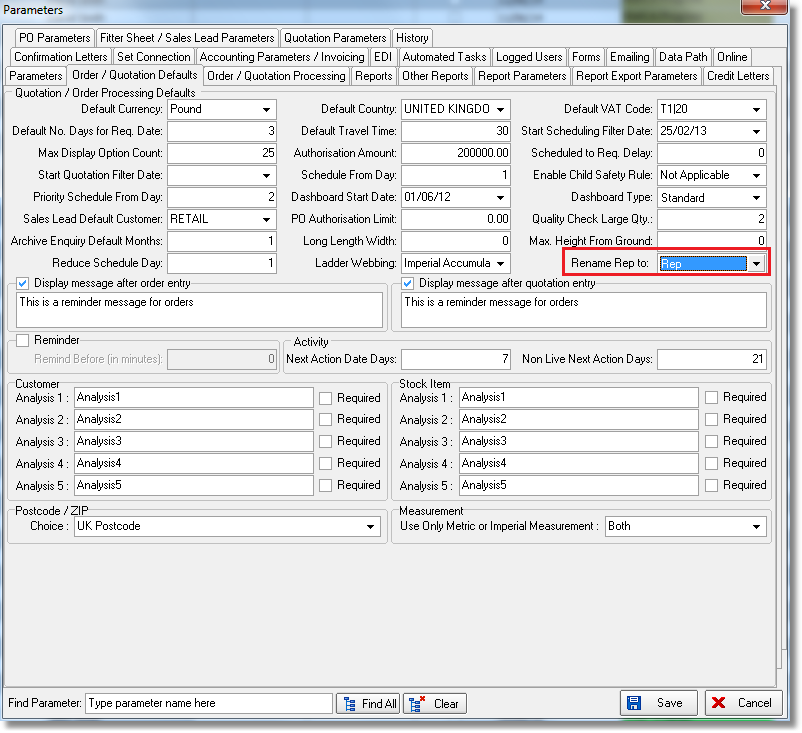 Parameters
PO Parameters Fitter Sheet / Sales Lead Parameters Quotation Parameters History
Confirmation Letters Set Connection Accounting Parameters / Invoicing EDI Automated Tasks Logged Users Forms Emailing Data Path Online
Parameters Order / Quotation Defaults Order / Quotation Processing Reports Other Reports Report Parameters Report Export Parameters Credit Letters
Quotation / Order Processing Defaults
Default Currency: Pound Default Country: UNITED KINGDO Default VAT Code: T1|20
Default No. Days for Req. Date: 3 Default Travel Time: 30 Start Scheduling Filter Date: 25/02/13
Max Display Option Count: 25 Authorisation Amount: 200000.00 Scheduled to Req. Delay: 0
Start Quotation Filter Date: Schedule From Day: 1 Enable Child Safety Rule: Not Applicable
Priority Schedule From Day: 2 Dashboard Start Date: 01/06/12 Dashboard Type: Standard
Sales Lead Default Customer: RETAIL PO Authorisation Limit: 0.00 Quality Check Large Qty.: 2
Archive Enquiry Default Months: 1 Long Length Width: 0 Max. Height From Ground: 0
Reduce Schedule Day: 1 Ladder Webbing: Imperial Accumula Rename Rep to: Rep
Display message after order entry Display message after quotation entry
This is a reminder message for orders This is a reminder message for orders
Reminder Activity
Remind Before (in minutes): 0 Next Action Date Days: 7 Non Live Next Action Days: 21
Customer Stock Item
Analysis 1 : Analysis1 Required Analysis 1 : Analysis1 Required
Analysis 2 : Analysis2 Required Analysis 2 : Analysis2 Required
Analysis 3 : Analysis3 Required Analysis 3 : Analysis3 Required
Analysis 4 : Analysis4 Required Analysis 4 : Analysis4 Required
Analysis 5 : Analysis5 Required Analysis 5 : Analysis5 Required
Postcode / ZIP Measurement
Choice : UK Postcode Use Only Metric or Imperial Measurement : Both
Find Parameter: Type parameter name here Find All Clear Save Cancel